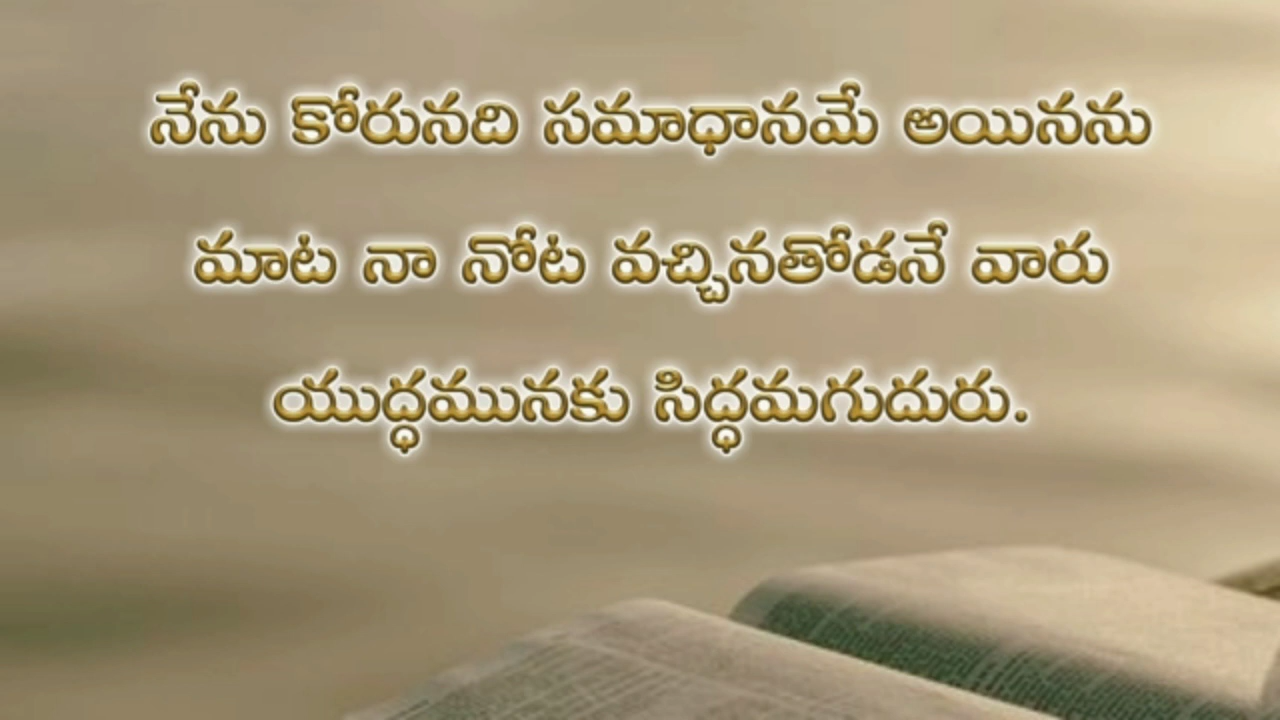 నేను కోరునది సమాధానమే అయినను
మాట నా నోట వచ్చినతోడనే వారు
యుద్ధమునకు సిద్ధమగుదురు.